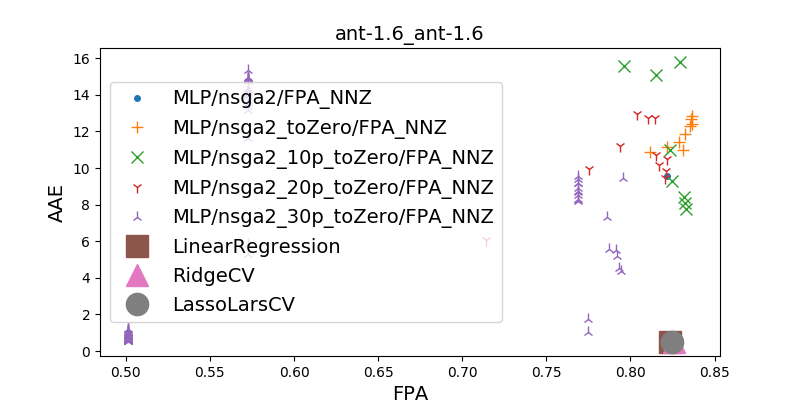 ant-1.6_ant-1.6
AAE
16
14
12
10
8
6
4
2
0
MLP/nsga2/FPA_NNZ
MLP/nsga2_toZero/FPA_NNZ
MLP/nsga2_10p_toZero/FPA_NNZ
MLP/nsga2_20p_toZero/FPA_NNZ
MLP/nsga2_30p_toZero/FPA_NNZ
LinearRegression
RidgeCV
LassoLarsCV
0.50 0.55 0.60 0.65 0.70 0.75 0.80 0.85
FPA